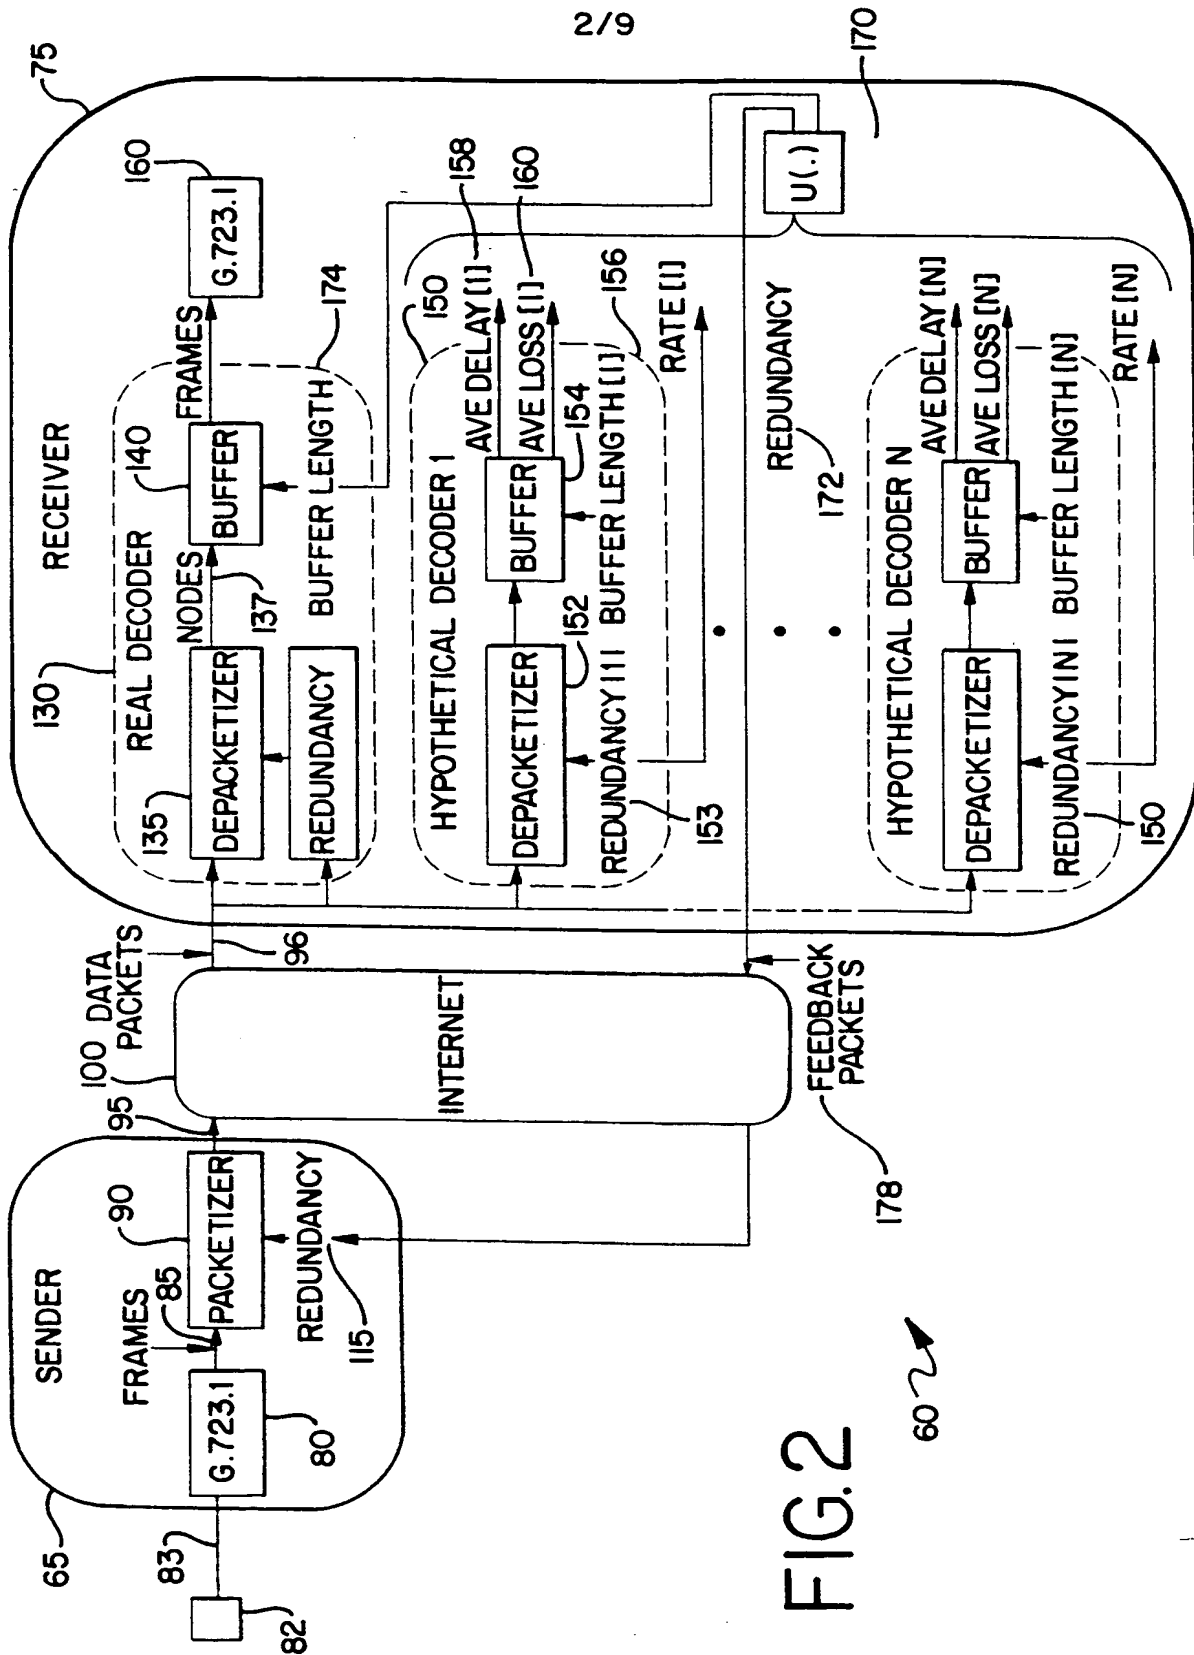 2/9
SENDER
65
83
82
G.723.1
80
FRAMES
85
PACKETIZER
90
REDUNDANCY
115
95
100
DATA
PACKETS
96
INTERNET
FEEDBACK
PACKETS
178
RECEIVER
75
130
REAL DECODER
135
DEPACKETIZER
REDUNDANCY
NODES
137
140
BUFFER
BUFFER LENGTH
174
FRAMES
G.723.1
160
HYPOTHETICAL DECODER 1
150
DEPACKETIZER
152
BUFFER
154
AVE DELAY [1]
158
AVE LOSS [1]
160
REDUNDANCY [1]
153
BUFFER LENGTH [1]
156
RATE [1]
REDUNDANCY
172
U(.)
170
HYPOTHETICAL DECODER N
DEPACKETIZER
BUFFER
AVE DELAY [N]
AVE LOSS [N]
REDUNDANCY [N]
150
BUFFER LENGTH [N]
RATE [N]
60
FIG.2